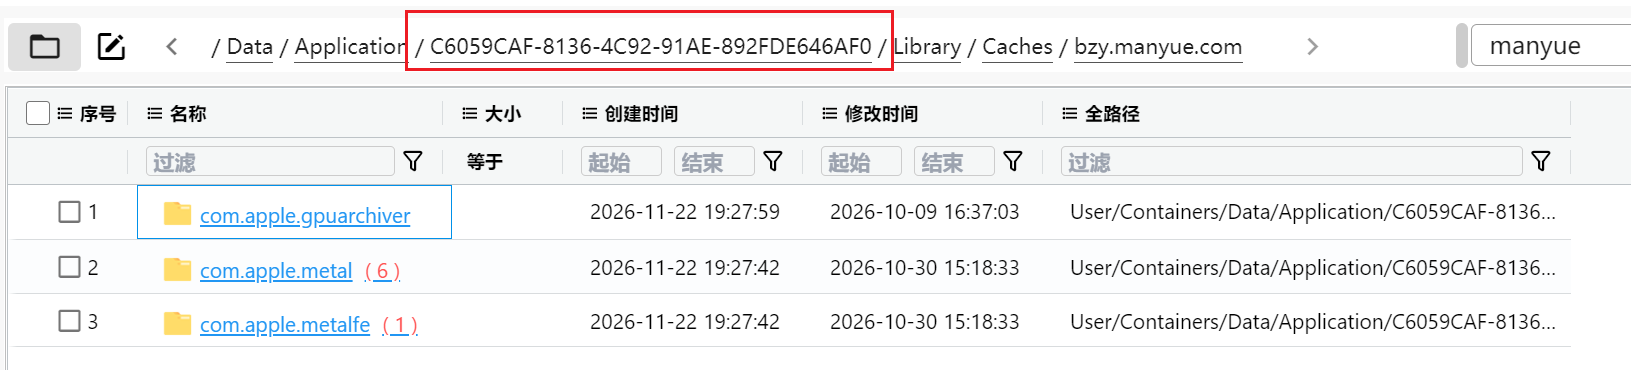 / Data / Application / C6059CAF-8136-4C92-91AE-892FDE646AF0 / Library / Caches / bzy.manyue.com manyue
序号 名称 大小 创建时间 修改时间 全路径
过滤 等于 起始 结束 起始 结束 过滤
1 com.apple.gpuarchiver 2026-11-22 19:27:59 2026-10-09 16:37:03 User/Containers/Data/Application/C6059CAF-8136...
2 com.apple.metal ( 6 ) 2026-11-22 19:27:42 2026-10-30 15:18:33 User/Containers/Data/Application/C6059CAF-8136...
3 com.apple.metalfe ( 1 ) 2026-11-22 19:27:42 2026-10-30 15:18:33 User/Containers/Data/Application/C6059CAF-8136...